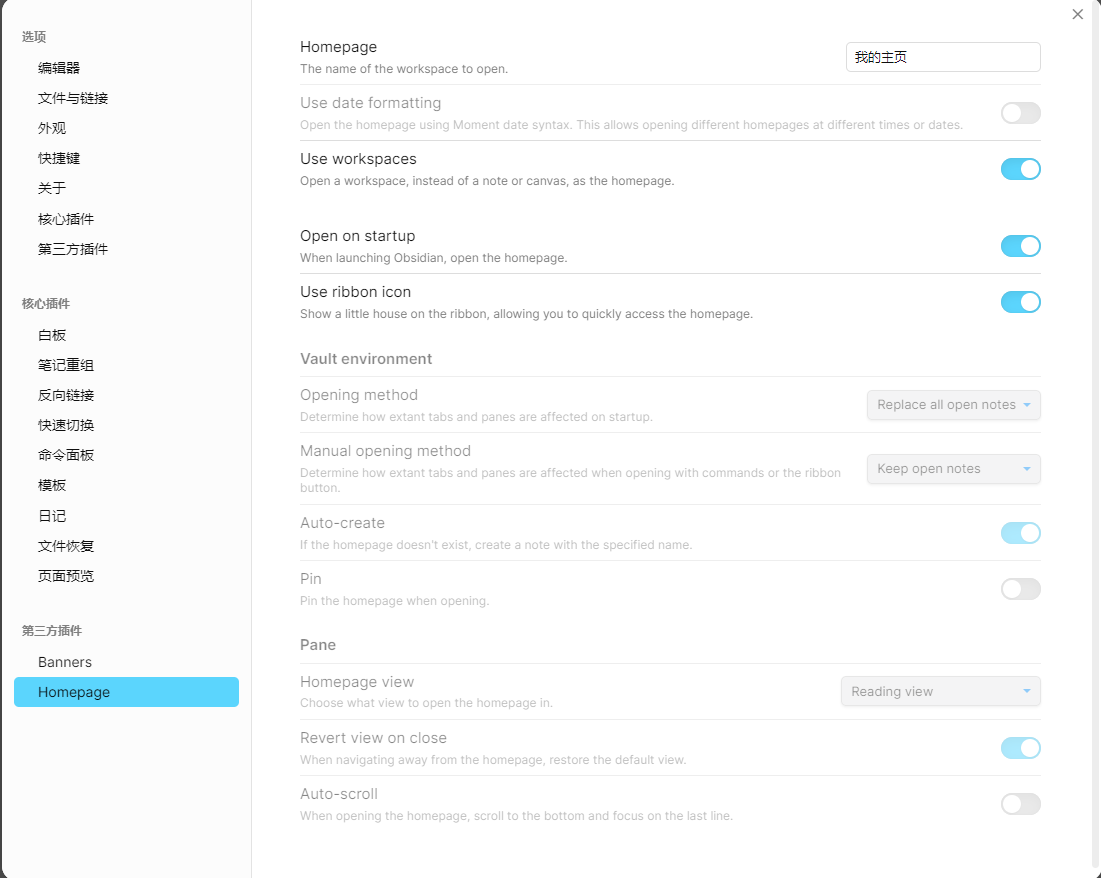 选项
编辑器
文件与链接
外观
快捷键
关于
核心插件
第三方插件
核心插件
白板
笔记重组
反向链接
快速切换
命令面板
模板
日记
文件恢复
页面预览
第三方插件
Banners
Homepage
Homepage
我的主页
The name of the workspace to open.
Use date formatting
Open the homepage using Moment date syntax. This allows opening different homepages at different times or dates.
Use workspaces
Open a workspace, instead of a note or canvas, as the homepage.
Open on startup
When launching Obsidian, open the homepage.
Use ribbon icon
Show a little house on the ribbon, allowing you to quickly access the homepage.
Vault environment
Opening method
Replace all open notes
Determine how extant tabs and panes are affected on startup.
Manual opening method
Keep open notes
Determine how extant tabs and panes are affected when opening with commands or the ribbon
button.
Auto-create
If the homepage doesn't exist, create a note with the specified name.
Pin
Pin the homepage when opening.
Pane
Homepage view
Reading view
Choose what view to open the homepage in.
Revert view on close
When navigating away from the homepage, restore the default view.
Auto-scroll
When opening the homepage, scroll to the bottom and focus on the last line.